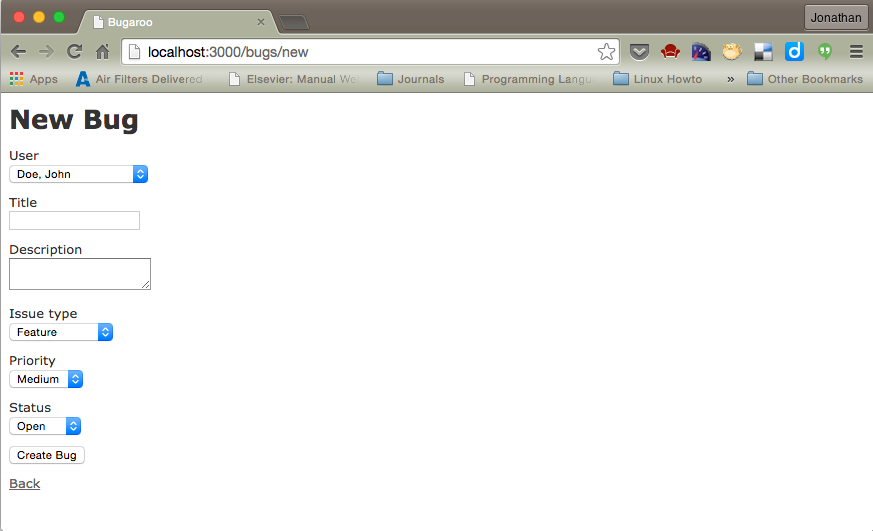 Bugaroo
Jonathan
localhost:3000/bugs/new
Apps Air Filters Delivered Elsevier: Manual We Journals Programming Langu Linux Howto » Other Bookmarks
New Bug
User
Doe, John
Title
Description
Issue type
Feature
Priority
Medium
Status
Open
Create Bug
Back